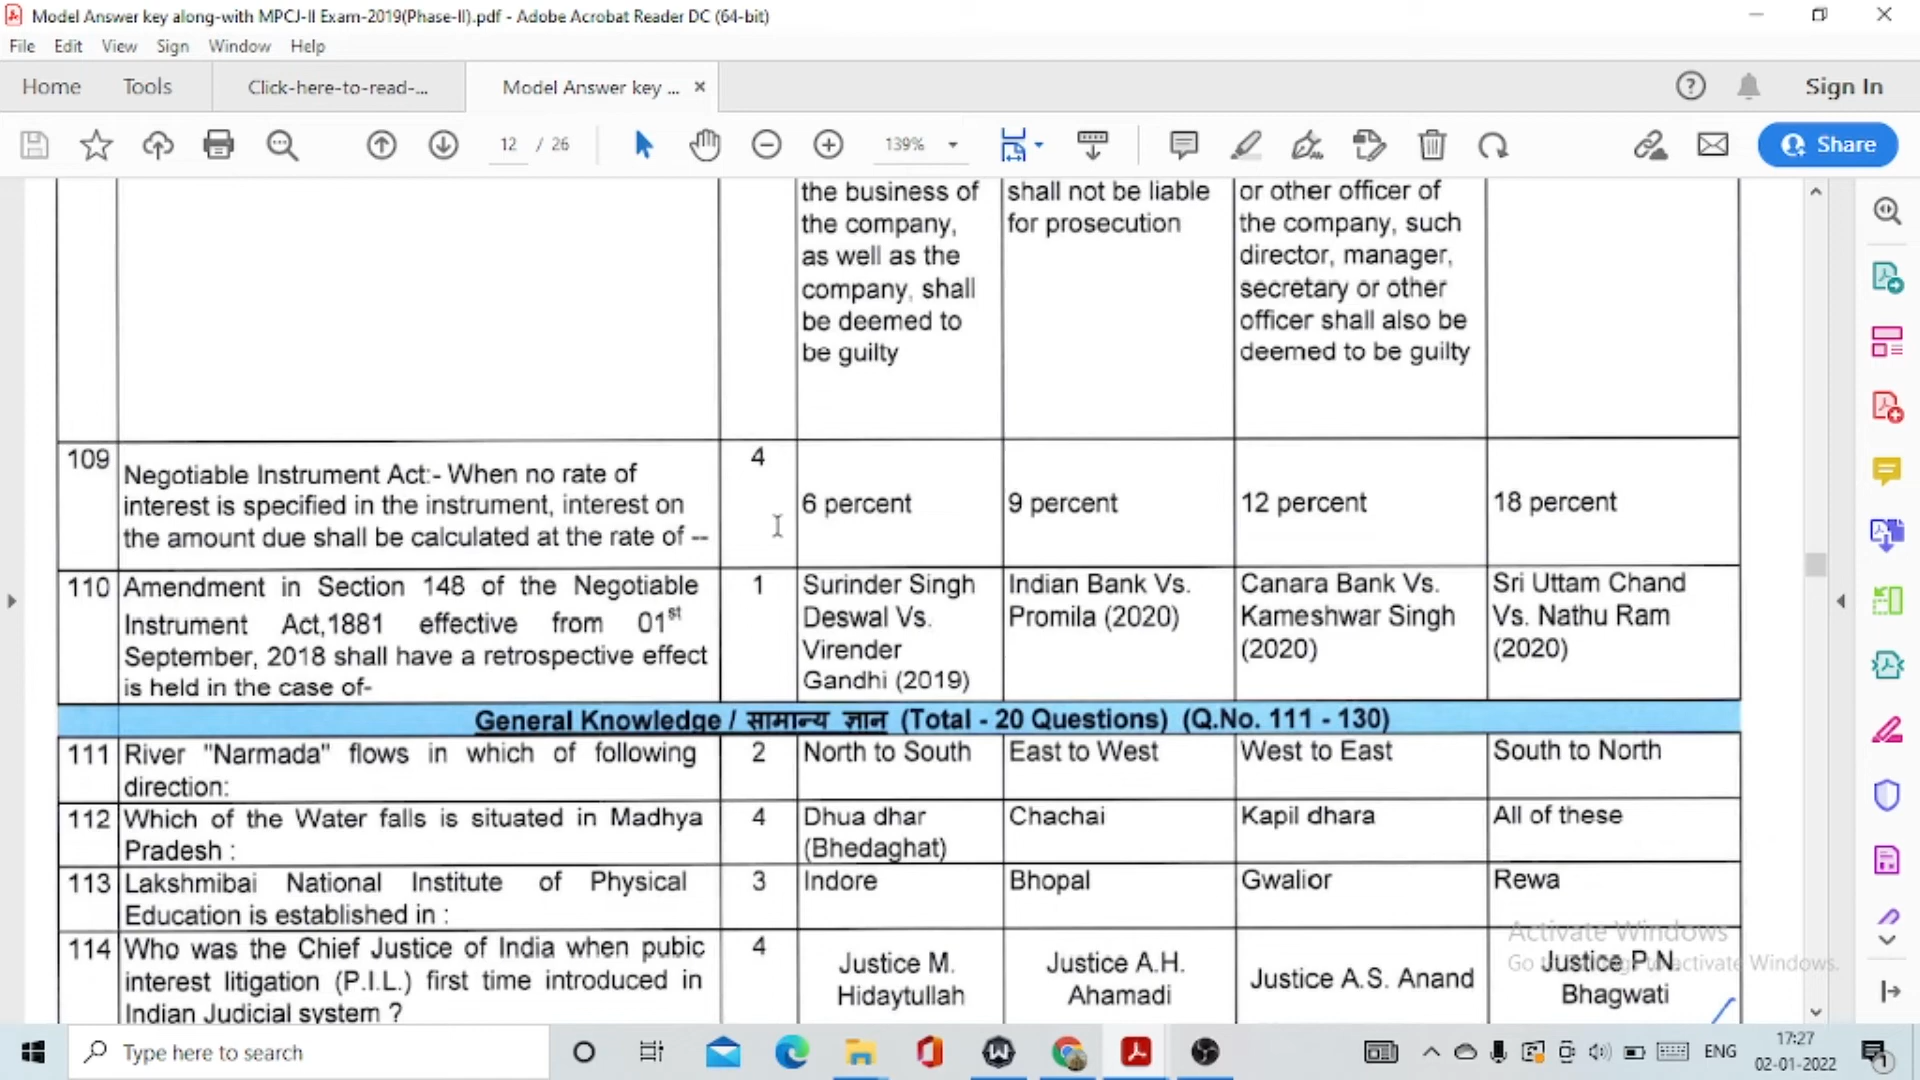 Model Answer key along-with MPCJ-II Exam-2019(Phase-II).pdf - Adobe Acrobat Reader DC (64-bit)
File Edit View Sign Window Help
Home Tools Click-here-to-read-... Model Answer key ... × Sign In
12 / 26 139% Share
the business of
the company,
as well as the
company, shall
be deemed to
be guilty
shall not be liable
for prosecution
or other officer of
the company, such
director, manager,
secretary or other
officer shall also be
deemed to be guilty
109
Negotiable Instrument Act:- When no rate of
interest is specified in the instrument, interest on
the amount due shall be calculated at the rate of --
4
6 percent
9 percent
12 percent
18 percent
110
Amendment in Section 148 of the Negotiable
Instrument Act,1881 effective from 01st
September, 2018 shall have a retrospective effect
is held in the case of-
1
Surinder Singh
Deswal Vs.
Virender
Gandhi (2019)
Indian Bank Vs.
Promila (2020)
Canara Bank Vs.
Kameshwar Singh
(2020)
Sri Uttam Chand
Vs. Nathu Ram
(2020)
General Knowledge / सामान्य ज्ञान (Total - 20 Questions) (Q.No. 111 - 130)
111
River "Narmada" flows in which of following
direction:
2
North to South
East to West
West to East
South to North
112
Which of the Water falls is situated in Madhya
Pradesh :
4
Dhua dhar
(Bhedaghat)
Chachai
Kapil dhara
All of these
113
Lakshmibai National Institute of Physical
Education is established in :
3
Indore
Bhopal
Gwalior
Rewa
114
Who was the Chief Justice of India when pubic
interest litigation (P.I.L.) first time introduced in
Indian Judicial system ?
4
Justice M.
Hidaytullah
Justice A.H.
Ahamadi
Justice A.S. Anand
Justice P.N.
Bhagwati
Activate Windows
Go to Settings to activate Windows.
Type here to search
ENG
17:27
02-01-2022
1